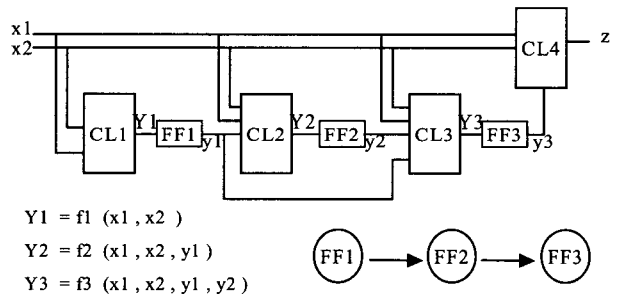 x1
x2
CL4
z
CL1
Y1
FF1
y1
CL2
Y2
FF2
y2
CL3
Y3
FF3
y3
Y1 = f1 (x1 , x2 )
Y2 = f2 (x1 , x2 , y1 )
Y3 = f3 (x1 , x2 , y1 , y2 )
FF1
FF2
FF3